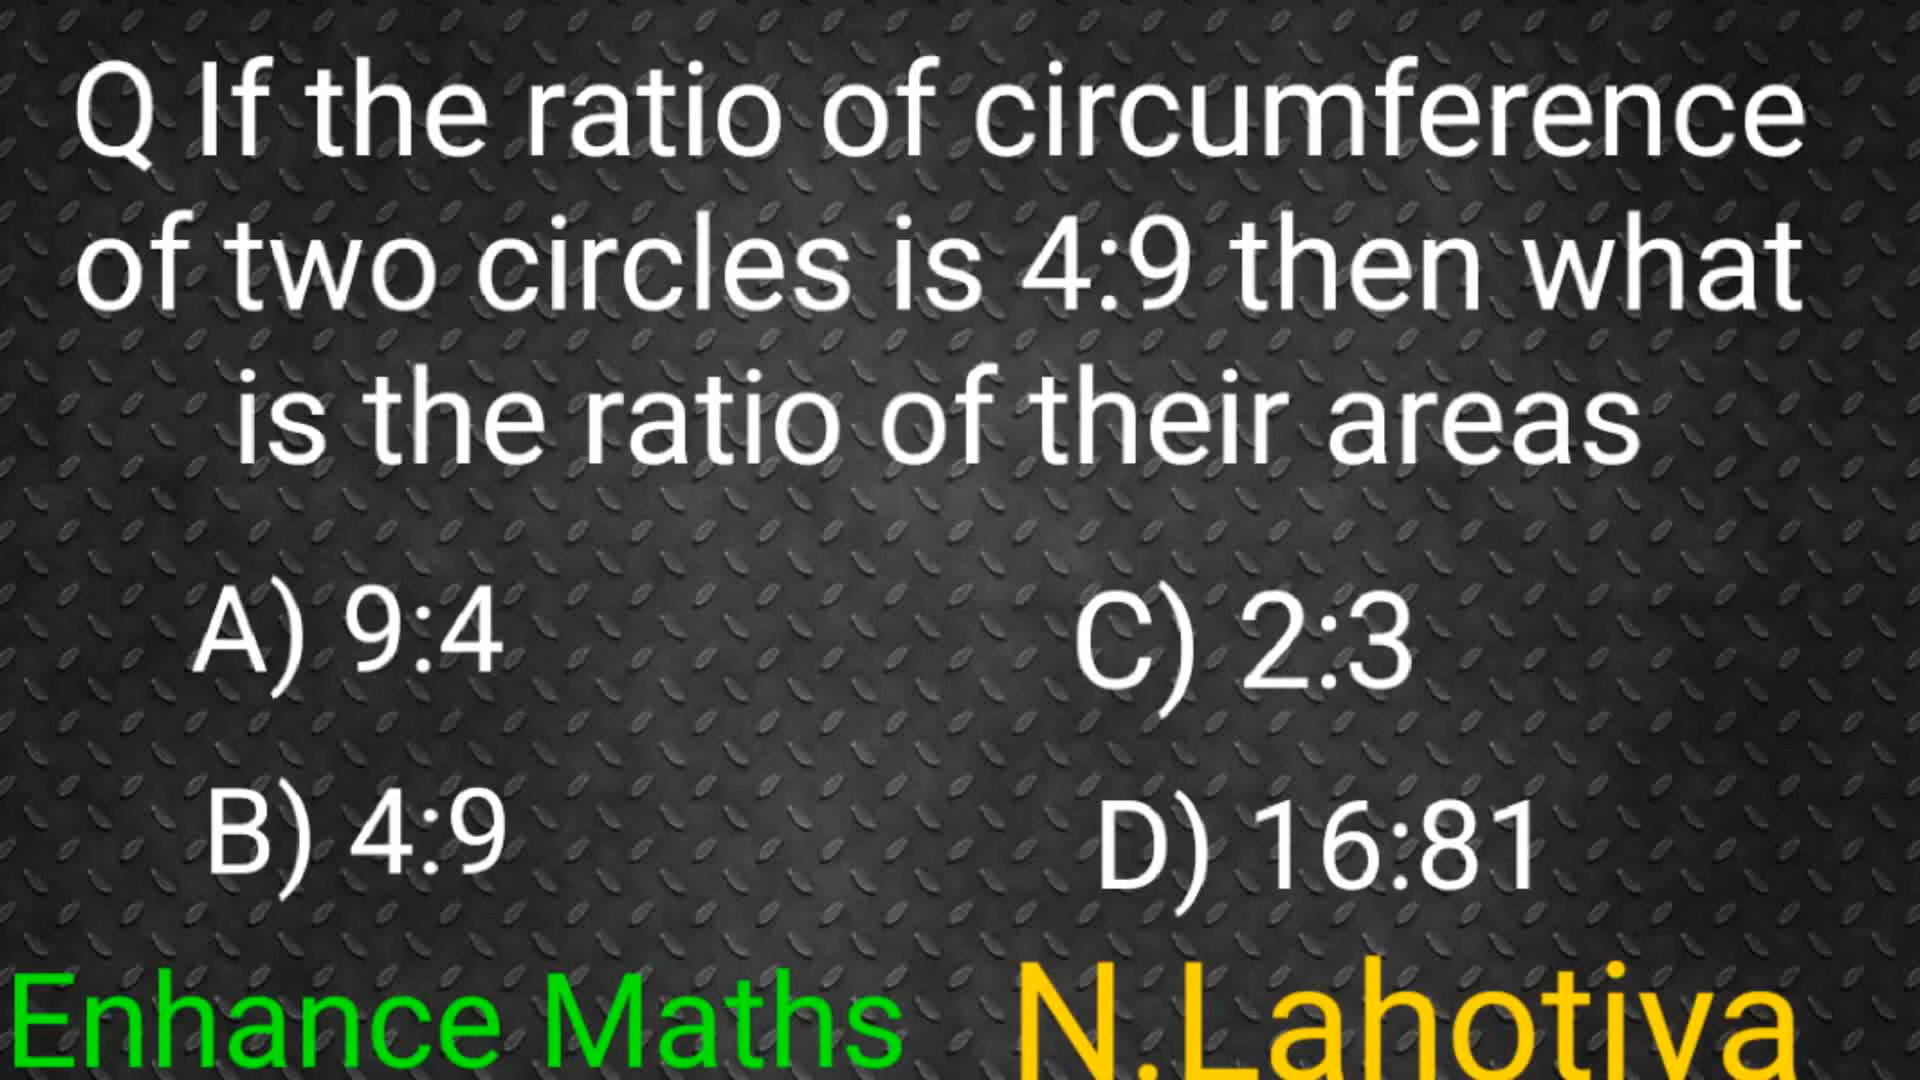 Q If the ratio of circumference
of two circles is 4:9 then what
is the ratio of their areas
A) 9:4
C) 2:3
B) 4:9
D) 16:81
Enhance Maths
N.Lahotiya